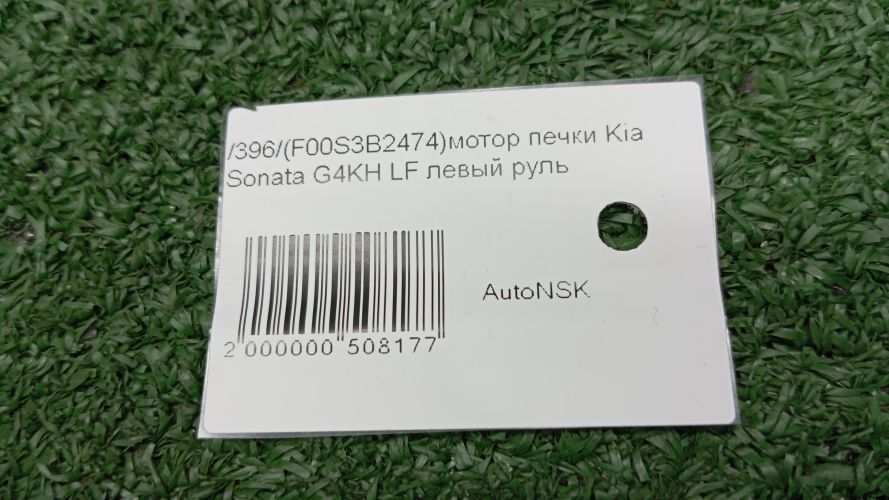 /396/(F00S3B2474)мотор печки Kia
Sonata G4KH LF левый руль
AutoNSK
2 000000 508177